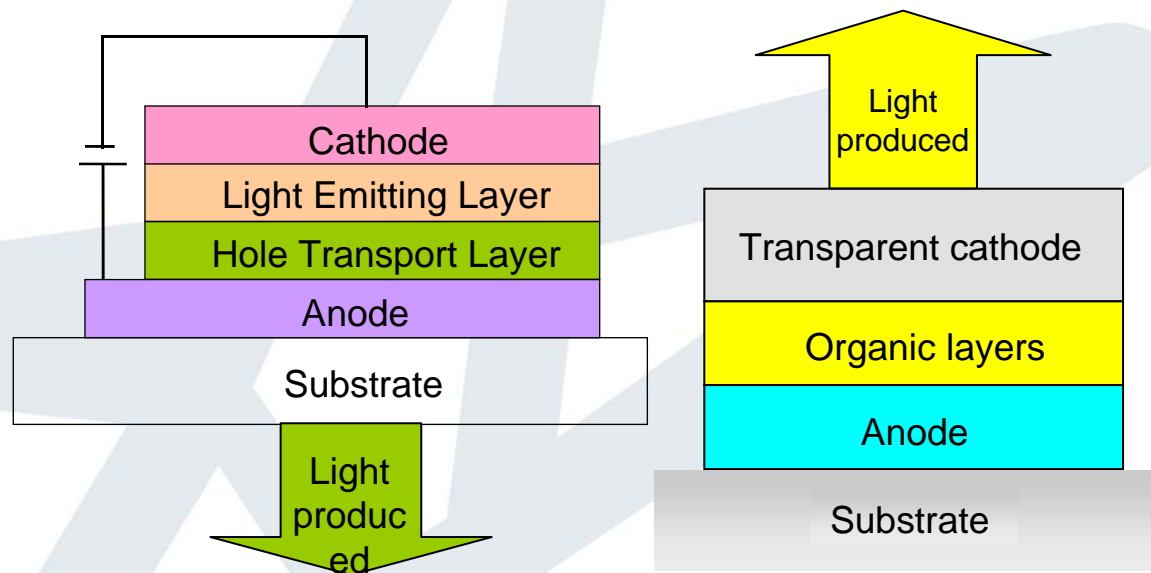 Cathode
Light Emitting Layer
Hole Transport Layer
Anode
Substrate
Light
produc
ed
Light
produced
Transparent cathode
Organic layers
Anode
Substrate